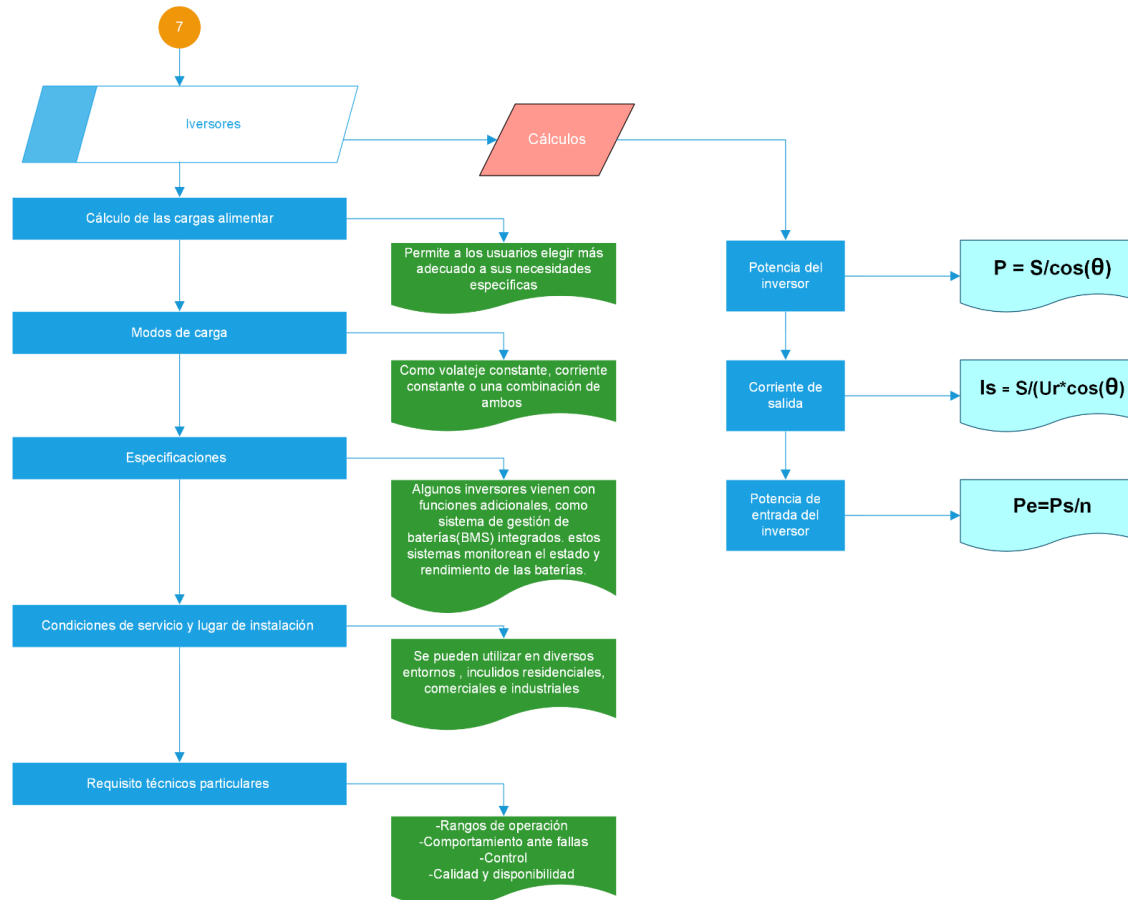 7
Iversores
Cálculos
Cálculo de las cargas alimentar
Permite a los usuarios elegir más
adecuado a sus necesidades
específicas
Modos de carga
Como volateje constante, corriente
constante o una combinación de
ambos
Especificaciones
Algunos inversores vienen con
funciones adicionales, como
sistema de gestión de
baterías(BMS) integrados. estos
sistemas monitorean el estado y
rendimiento de las baterías.
Condiciones de servicio y lugar de instalación
Se pueden utilizar en diversos
entornos , inculidos residenciales,
comerciales e industriales
Requisito técnicos particulares
-Rangos de operación
-Comportamiento ante fallas
-Control
-Calidad y disponibilidad
Potencia del
inversor
P = S/cos(θ)
Corriente de
salida
Is = S/(Ur*cos(θ)
Potencia de
entrada del
inversor
Pe=Ps/n